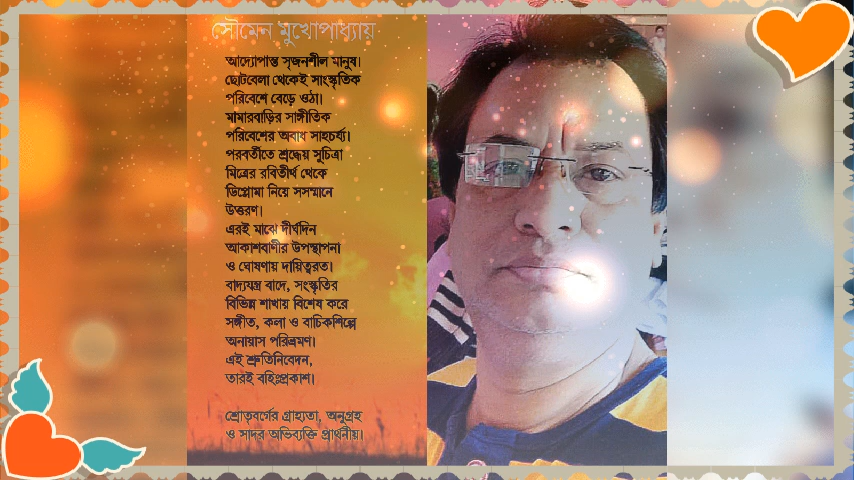 সৌমেন মুখোপাধ্যায়
আদ্যোপান্ত সৃজনশীল মানুষ।
ছোটবেলা থেকেই সাংস্কৃতিক
পরিবেশে বেড়ে ওঠা।
মামারবাড়ির সাঙ্গীতিক
পরিবেশের অবাধ সাহচর্য্য।
পরবর্তীতে শ্রদ্ধেয় সুচিত্রা
মিত্রের রবিতীর্থ থেকে
ডিপ্লোমা নিয়ে সসম্মানে
উত্তরণ।
এরই মাঝে দীর্ঘদিন
আকাশবাণীর উপস্থাপনা
ও ঘোষণায় দায়িত্বরত।
বাদ্যযন্ত্র বাদে, সংস্কৃতির
বিভিন্ন শাখায় বিশেষ করে
সঙ্গীত, কলা ও বাচিকশিল্পে
অনায়াস পরিভ্রমণ।
এই শ্রুতিনিবেদন,
তারই বহিঃপ্রকাশ।
শ্রোতৃবর্গের গ্রাহ্যতা, অনুগ্রহ
ও সাদর অভিব্যক্তি প্রার্থনীয়।